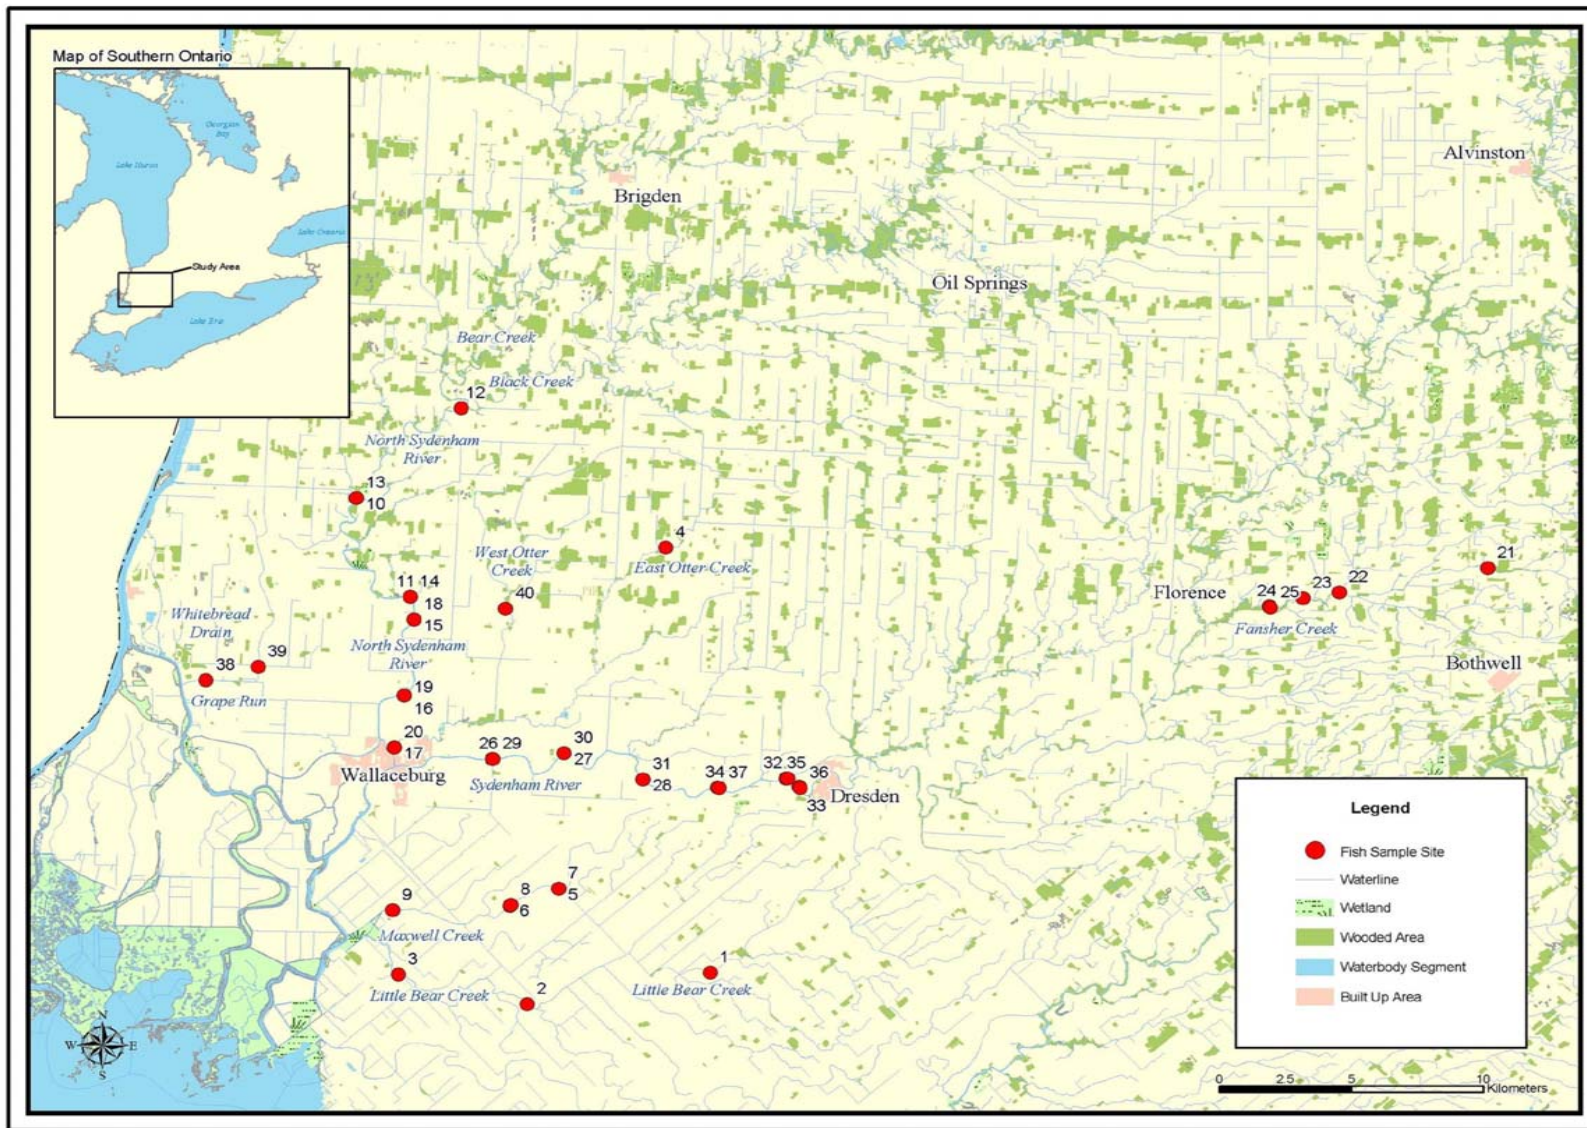 Map of Southern Ontario
Georgian
Bay
Lake Huron
Lake Ontario
Study Area
Lake Erie
Alvinston
Brigden
Oil Springs
Bear Creek
Black Creek
12
North Sydenham
River
13
10
4
West Otter
Creek
East Otter Creek
21
11 14
18
15
40
Florence
24 25 23 22
Fansher Creek
Whitebread
Drain
North Sydenham
River
Bothwell
38 39
Grape Run
19
16
20
17
Wallaceburg
26 29
30
27
Sydenham River
31
28
34 37
32 35
36
33
Dresden
Legend
Fish Sample Site
Waterline
Wetland
Wooded Area
Waterbody Segment
Built Up Area
7
5
8
6
9
Maxwell Creek
3
Little Bear Creek
2
1
Little Bear Creek
N
W E
S
0 2.5 5 10
Kilometers